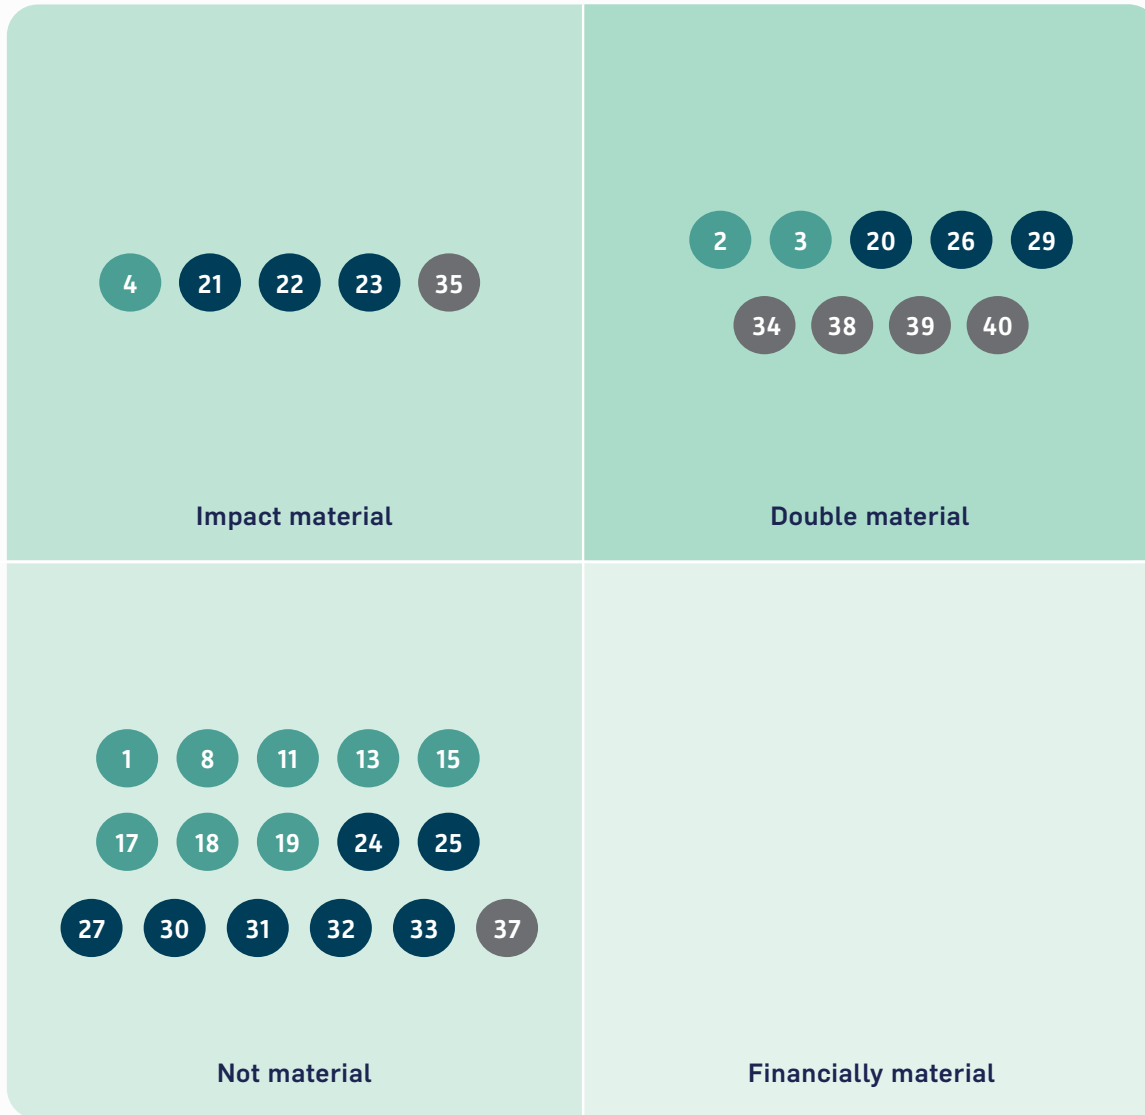 4 21 22 23 35
Impact material
2 3 20 26 29
34 38 39 40
Double material
1 8 11 13 15
17 18 19 24 25
27 30 31 32 33 37
Not material
Financially material